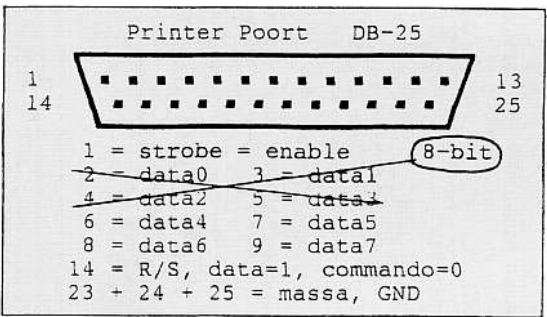 Printer Poort DB-25
1 13
14 25
1 = strobe = enable 8-bit
2 = data0 3 = data1
4 = data2 5 = data3
6 = data4 7 = data5
8 = data6 9 = data7
14 = R/S, data=1, commando=0
23 + 24 + 25 = massa, GND